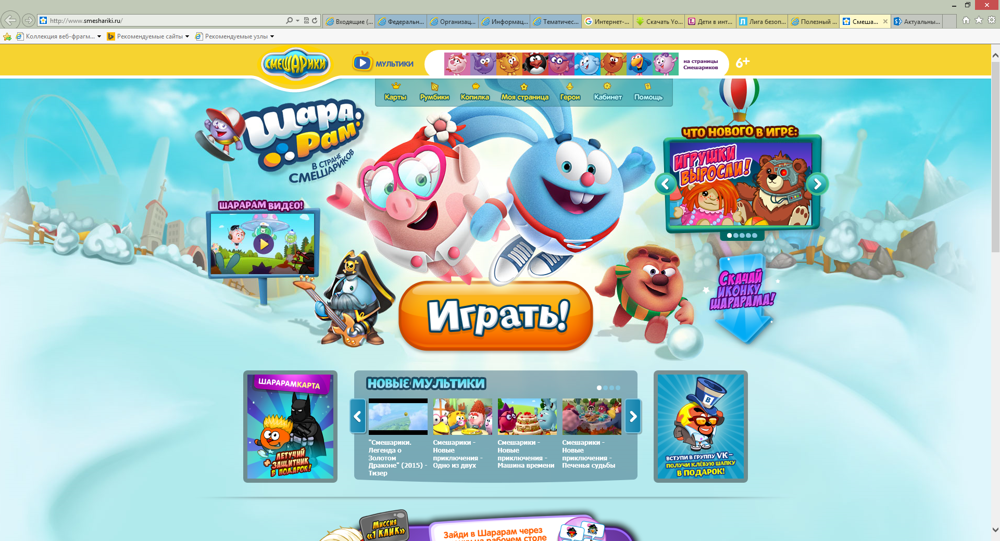 http://www.smeshariki.ru/
Входящие (...
Федеральн...
Организац...
Информац...
Тематичес...
Интернет-...
Скачать Yo...
Дети в инт...
Лига безоп...
Полезный ...
Смеша...
Актуальны...
Коллекция веб-фрагм...
Рекомендуемые сайты
Рекомендуемые узлы
СМЕШАРИКИ
МУЛЬТИКИ
на страницы
Смешариков
6+
Карты
Румбики
Копилка
Моя страница
Герои
Кабинет
Помощь
Шара
Рам
В СТРАНЕ
СМЕШАРИКОВ
ЧТО НОВОГО В ИГРЕ:
ИГРУШКИ
ВЫРОСЛИ!
ШАРАРАМ ВИДЕО!
СКАЧАЙ
ИКОНКУ
ШАРАРАМА!
Играть!
ШАРАРАМКАРТА
ЛЕТУЧИЙ
+ ЗАЩИТНИК
В ПОДАРОК!
НОВЫЕ МУЛЬТИКИ
"Смешарики.
Легенда о
Золотом
Драконе" (2015) -
Тизер
Смешарики -
Новые
приключения -
Одно из двух
Смешарики -
Новые
приключения -
Машина времени
Смешарики -
Новые
приключения -
Печенья судьбы
В
ВСТУПИ В ГРУППУ VK –
ПОЛУЧИ КЛЁВУЮ ШАПКУ
В ПОДАРОК!
МИССИЯ
«1 КЛИК»
Зайди в Шарарам через
на рабочем столе